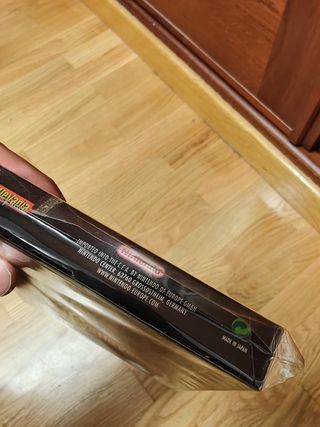 Nintendo
IMPORTED INTO THE E.E.A. BY NINTENDO OF EUROPE GMBH
NINTENDO CENTER, 63760 GROSSOSTHEIM, GERMANY
WWW.NINTENDO-EUROPE.COM
MADE IN JAPAN